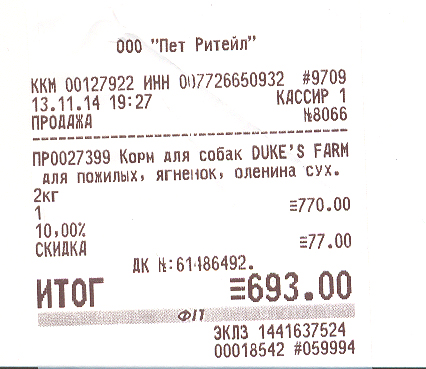 ООО "Пет Ритейл"
ККМ 00127922 ИНН 007726650932 #9709
13.11.14 19:27 КАССИР 1
ПРОДАЖА №8066
ПР0027399 Корм для собак DUKE'S FARM
для пожилых, ягненок, оленина сух.
2кг
1 ≡770.00
10,00%
СКИДКА ≡77.00
ДК №:61486492.
ИТОГ ≡693.00
ФП
ЭКЛЗ 1441637524
00018542 #059994